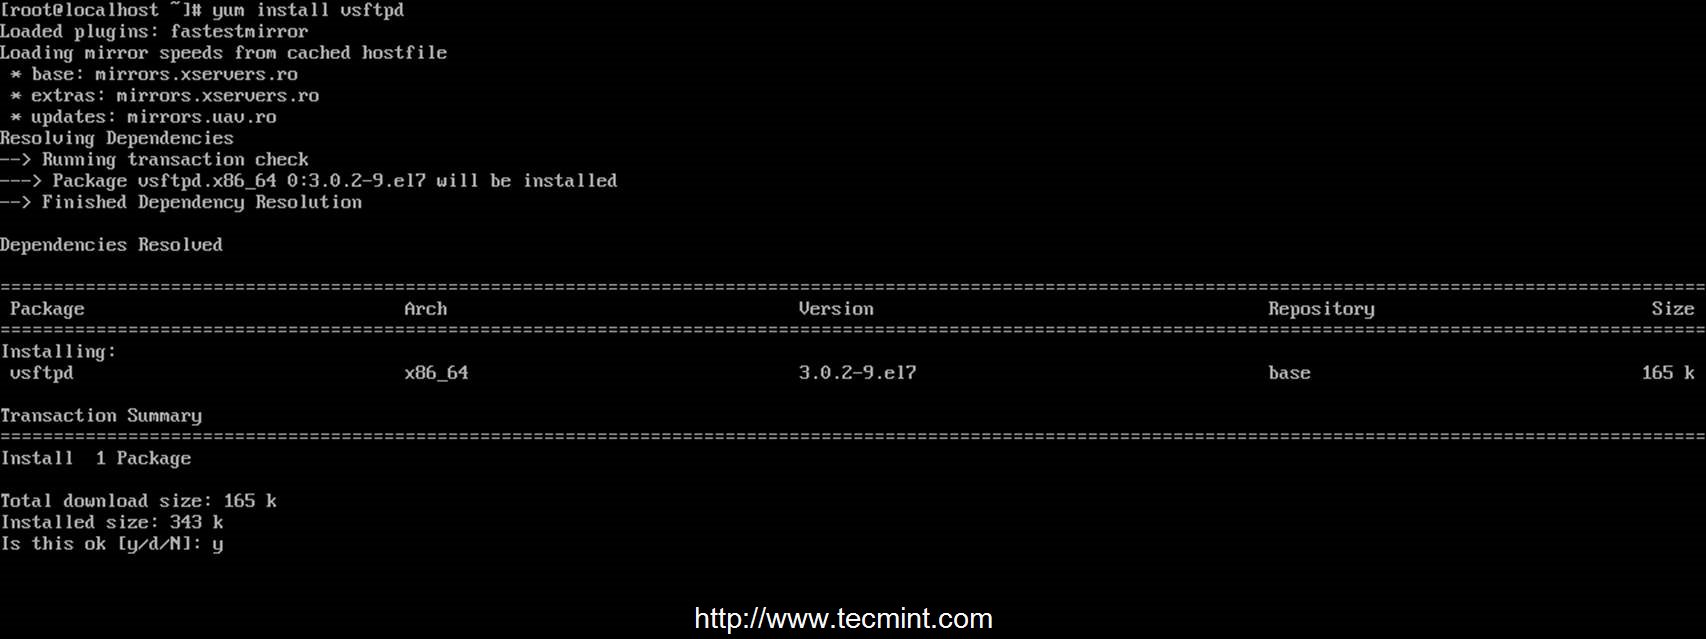 [root@localhost ~]# yum install vsftpd
Loaded plugins: fastestmirror
Loading mirror speeds from cached hostfile
 * base: mirrors.xservers.ro
 * extras: mirrors.xservers.ro
 * updates: mirrors.uav.ro
Resolving Dependencies
--> Running transaction check
---> Package vsftpd.x86_64 0:3.0.2-9.el7 will be installed
--> Finished Dependency Resolution
Dependencies Resolved
================================================================================================================================================================
Package Arch Version Repository Size
================================================================================================================================================================
Installing:
vsftpd x86_64 3.0.2-9.el7 base 165 k
Transaction Summary
================================================================================================================================================================
Install  1 Package
Total download size: 165 k
Installed size: 343 k
Is this ok [y/d/N]: y
http://www.tecmint.com